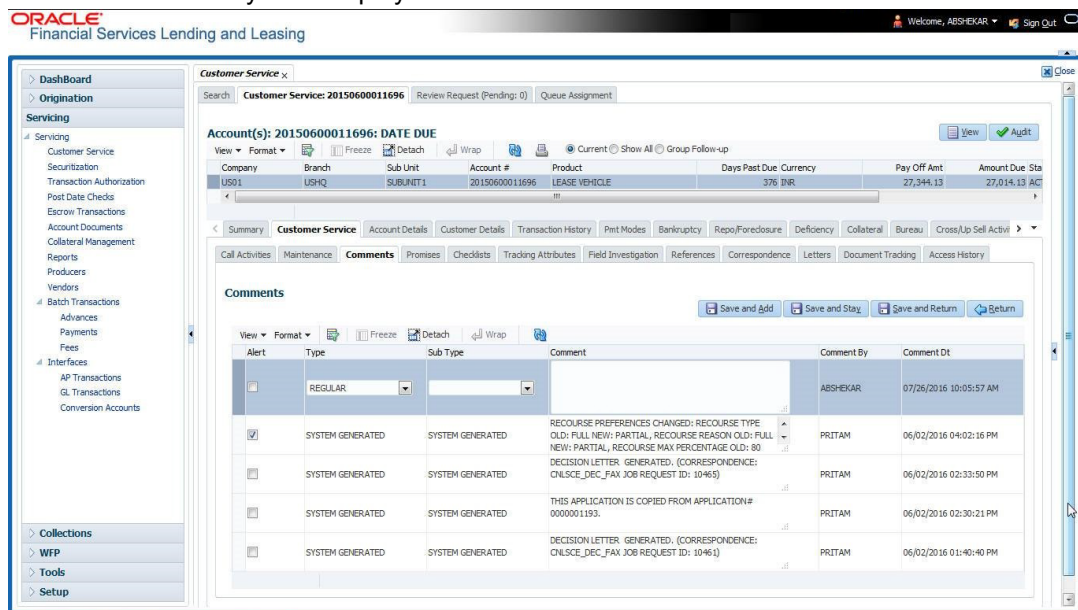 ORACLE
Welcome, ABSHEKAR Sign Out
Financial Services Lending and Leasing
DashBoard
Origination
Servicing
Servicing
Customer Service
Securitization
Transaction Authorization
Post Date Checks
Escrow Transactions
Account Documents
Collateral Management
Reports
Producers
Vendors
Batch Transactions
Advances
Payments
Fees
Interfaces
AP Transactions
GL Transactions
Conversion Accounts
Collections
WFP
Tools
Setup
Customer Service x Close
Search Customer Service: 20150600011696 Review Request (Pending: 0) Queue Assignment
Account(s): 20150600011696: DATE DUE View Audit
View Format Freeze Detach Wrap Current Show All Group Follow-up
Company Branch Sub Unit Account # Product Days Past Due Currency Pay Off Amt Amount Due Sta
US01 USHQ SUBUNIT1 20150600011696 LEASE VEHICLE 376 INR 27,344.13 27,014.13 AC
Summary Customer Service Account Details Customer Details Transaction History Pmt Modes Bankruptcy Repo/Foreclosure Deficiency Collateral Bureau Cross/Up Sell Activi
Call Activities Maintenance Comments Promises Checklists Tracking Attributes Field Investigation References Correspondence Letters Document Tracking Access History
Comments
Save and Add Save and Stay Save and Return Return
View Format Freeze Detach Wrap
Alert Type Sub Type Comment Comment By Comment Dt
REGULAR ABSHEKAR 07/26/2016 10:05:57 AM
RECOURSE PREFERENCES CHANGED: RECOURSE TYPE
SYSTEM GENERATED SYSTEM GENERATED OLD: FULL NEW: PARTIAL, RECOURSE REASON OLD: FULL PRITAM 06/02/2016 04:02:16 PM
NEW: PARTIAL, RECOURSE MAX PERCENTAGE OLD: 80
DECISION LETTER GENERATED. (CORRESPONDENCE:
SYSTEM GENERATED SYSTEM GENERATED CNLSCE_DEC_FAX JOB REQUEST ID: 10465) PRITAM 06/02/2016 02:33:50 PM
THIS APPLICATION IS COPIED FROM APPLICATION#
SYSTEM GENERATED SYSTEM GENERATED 0000001193. PRITAM 06/02/2016 02:30:21 PM
DECISION LETTER GENERATED. (CORRESPONDENCE:
SYSTEM GENERATED SYSTEM GENERATED CNLSCE_DEC_FAX JOB REQUEST ID: 10461) PRITAM 06/02/2016 01:40:40 PM